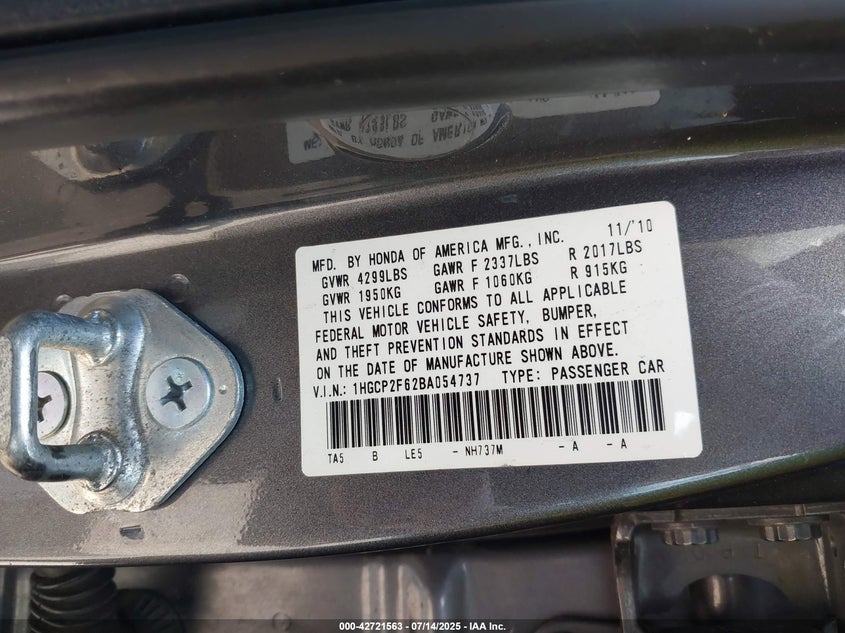 MFD. BY HONDA OF AMERICA MFG., INC. 11/'10
GVWR 4299LBS GAWR F 2337LBS R 2017LBS
GVWR 1950KG GAWR F 1060KG R 915KG
THIS VEHICLE CONFORMS TO ALL APPLICABLE
FEDERAL MOTOR VEHICLE SAFETY, BUMPER,
AND THEFT PREVENTION STANDARDS IN EFFECT
ON THE DATE OF MANUFACTURE SHOWN ABOVE.
V.I.N.: 1HGCP2F62BA054737 TYPE: PASSENGER CAR
TA5 B LE5 - NH737M - A - A
000-42721563 - 07/14/2025 - IAA Inc.